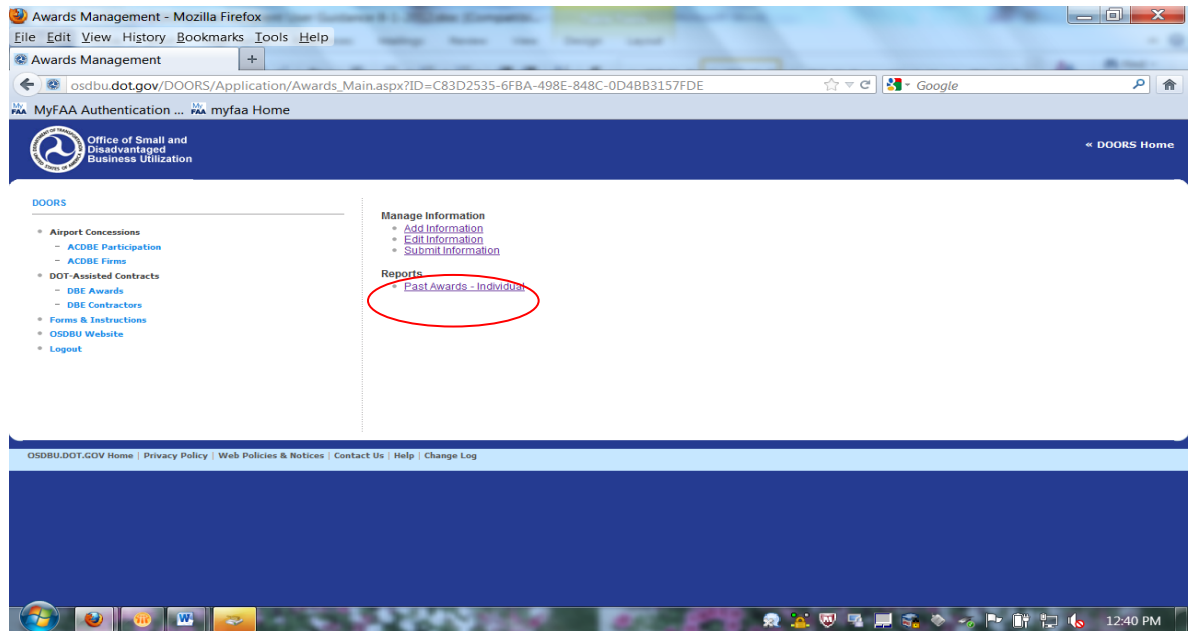 Awards Management - Mozilla Firefox
File Edit View History Bookmarks Tools Help
Awards Management +
osdbu.dot.gov/DOORS/Application/Awards_Main.aspx?ID=C83D2535-6FBA-498E-848C-0D4BB3157FDE
Google
MyFAA Authentication ... myfaa Home
Office of Small and
Disadvantaged
Business Utilization
« DOORS Home
DOORS
Airport Concessions
– ACDBE Participation
– ACDBE Firms
DOT-Assisted Contracts
– DBE Awards
– DBE Contractors
Forms & Instructions
OSDBU Website
Logout
Manage Information
Add Information
Edit Information
Submit Information
Reports
Past Awards - Individual
OSDBU.DOT.GOV Home | Privacy Policy | Web Policies & Notices | Contact Us | Help | Change Log
12:40 PM